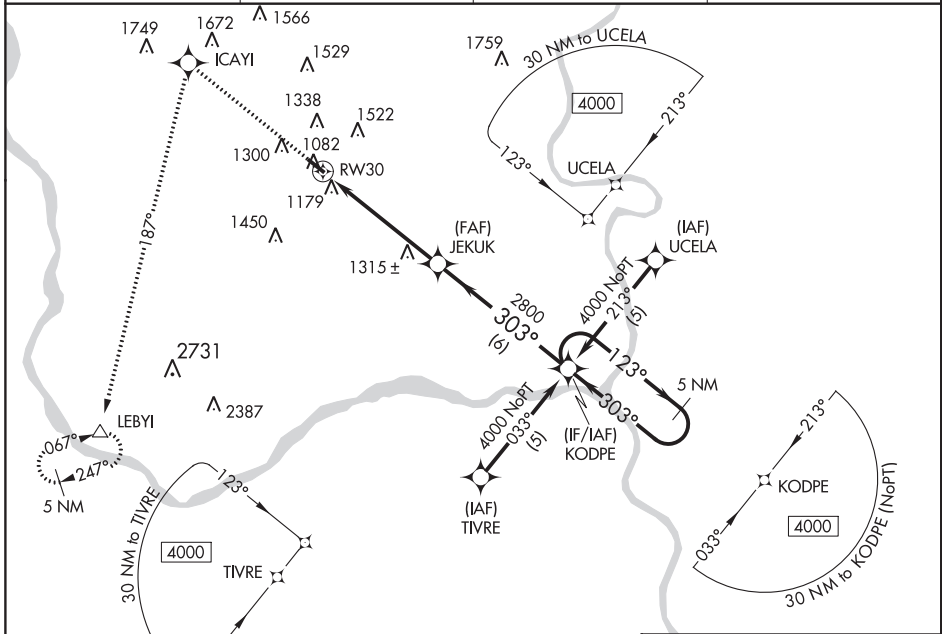 1566
1672
1749
ICAYI
1529
1759
30 NM to UCELA
4000
213°
123°
UCELA
1338
1522
1300
1082
RW30
1179
1450
(FAF)
JEKUK
1315 ±
(IAF)
UCELA
4000 NoPT
213°
(5)
2800
303°
(6)
187°
123°
5 NM
303°
2731
2387
LEBYI
067°
247°
5 NM
4000 NoPT
033°
(5)
(IF/IAF)
KODPE
(IAF)
TIVRE
213°
KODPE
4000
033°
30 NM to KODPE (NoPT)
123°
30 NM to TIVRE
4000
TIVRE